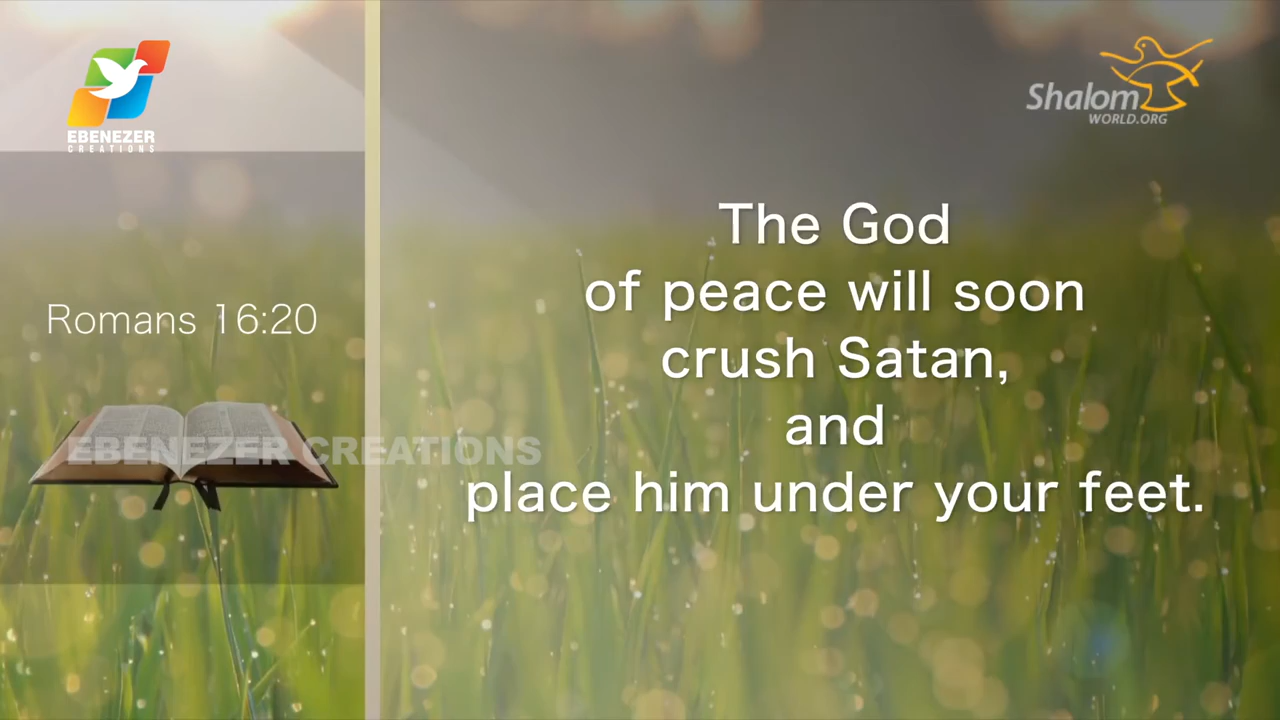 EBENEZER
CREATIONS
Shalom
WORLD.ORG
Romans 16:20
EBENEZER CREATIONS
The God
of peace will soon
crush Satan,
and
place him under your feet.